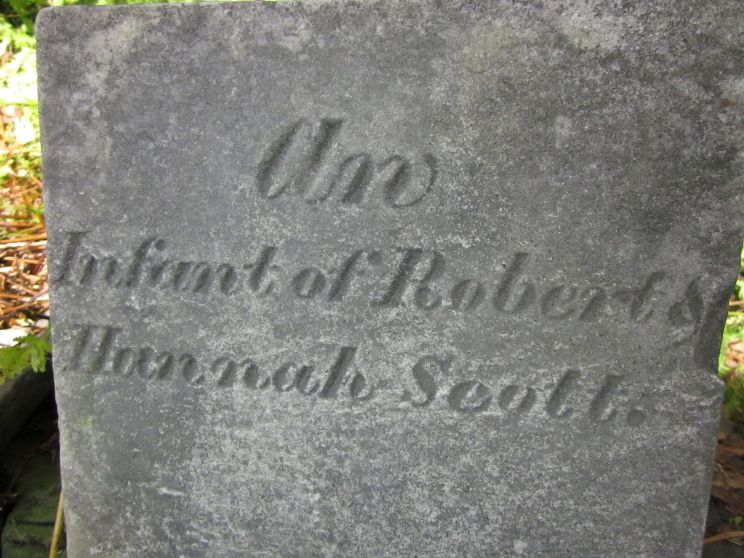 An
Infant of Robert &
Hannah Scott.